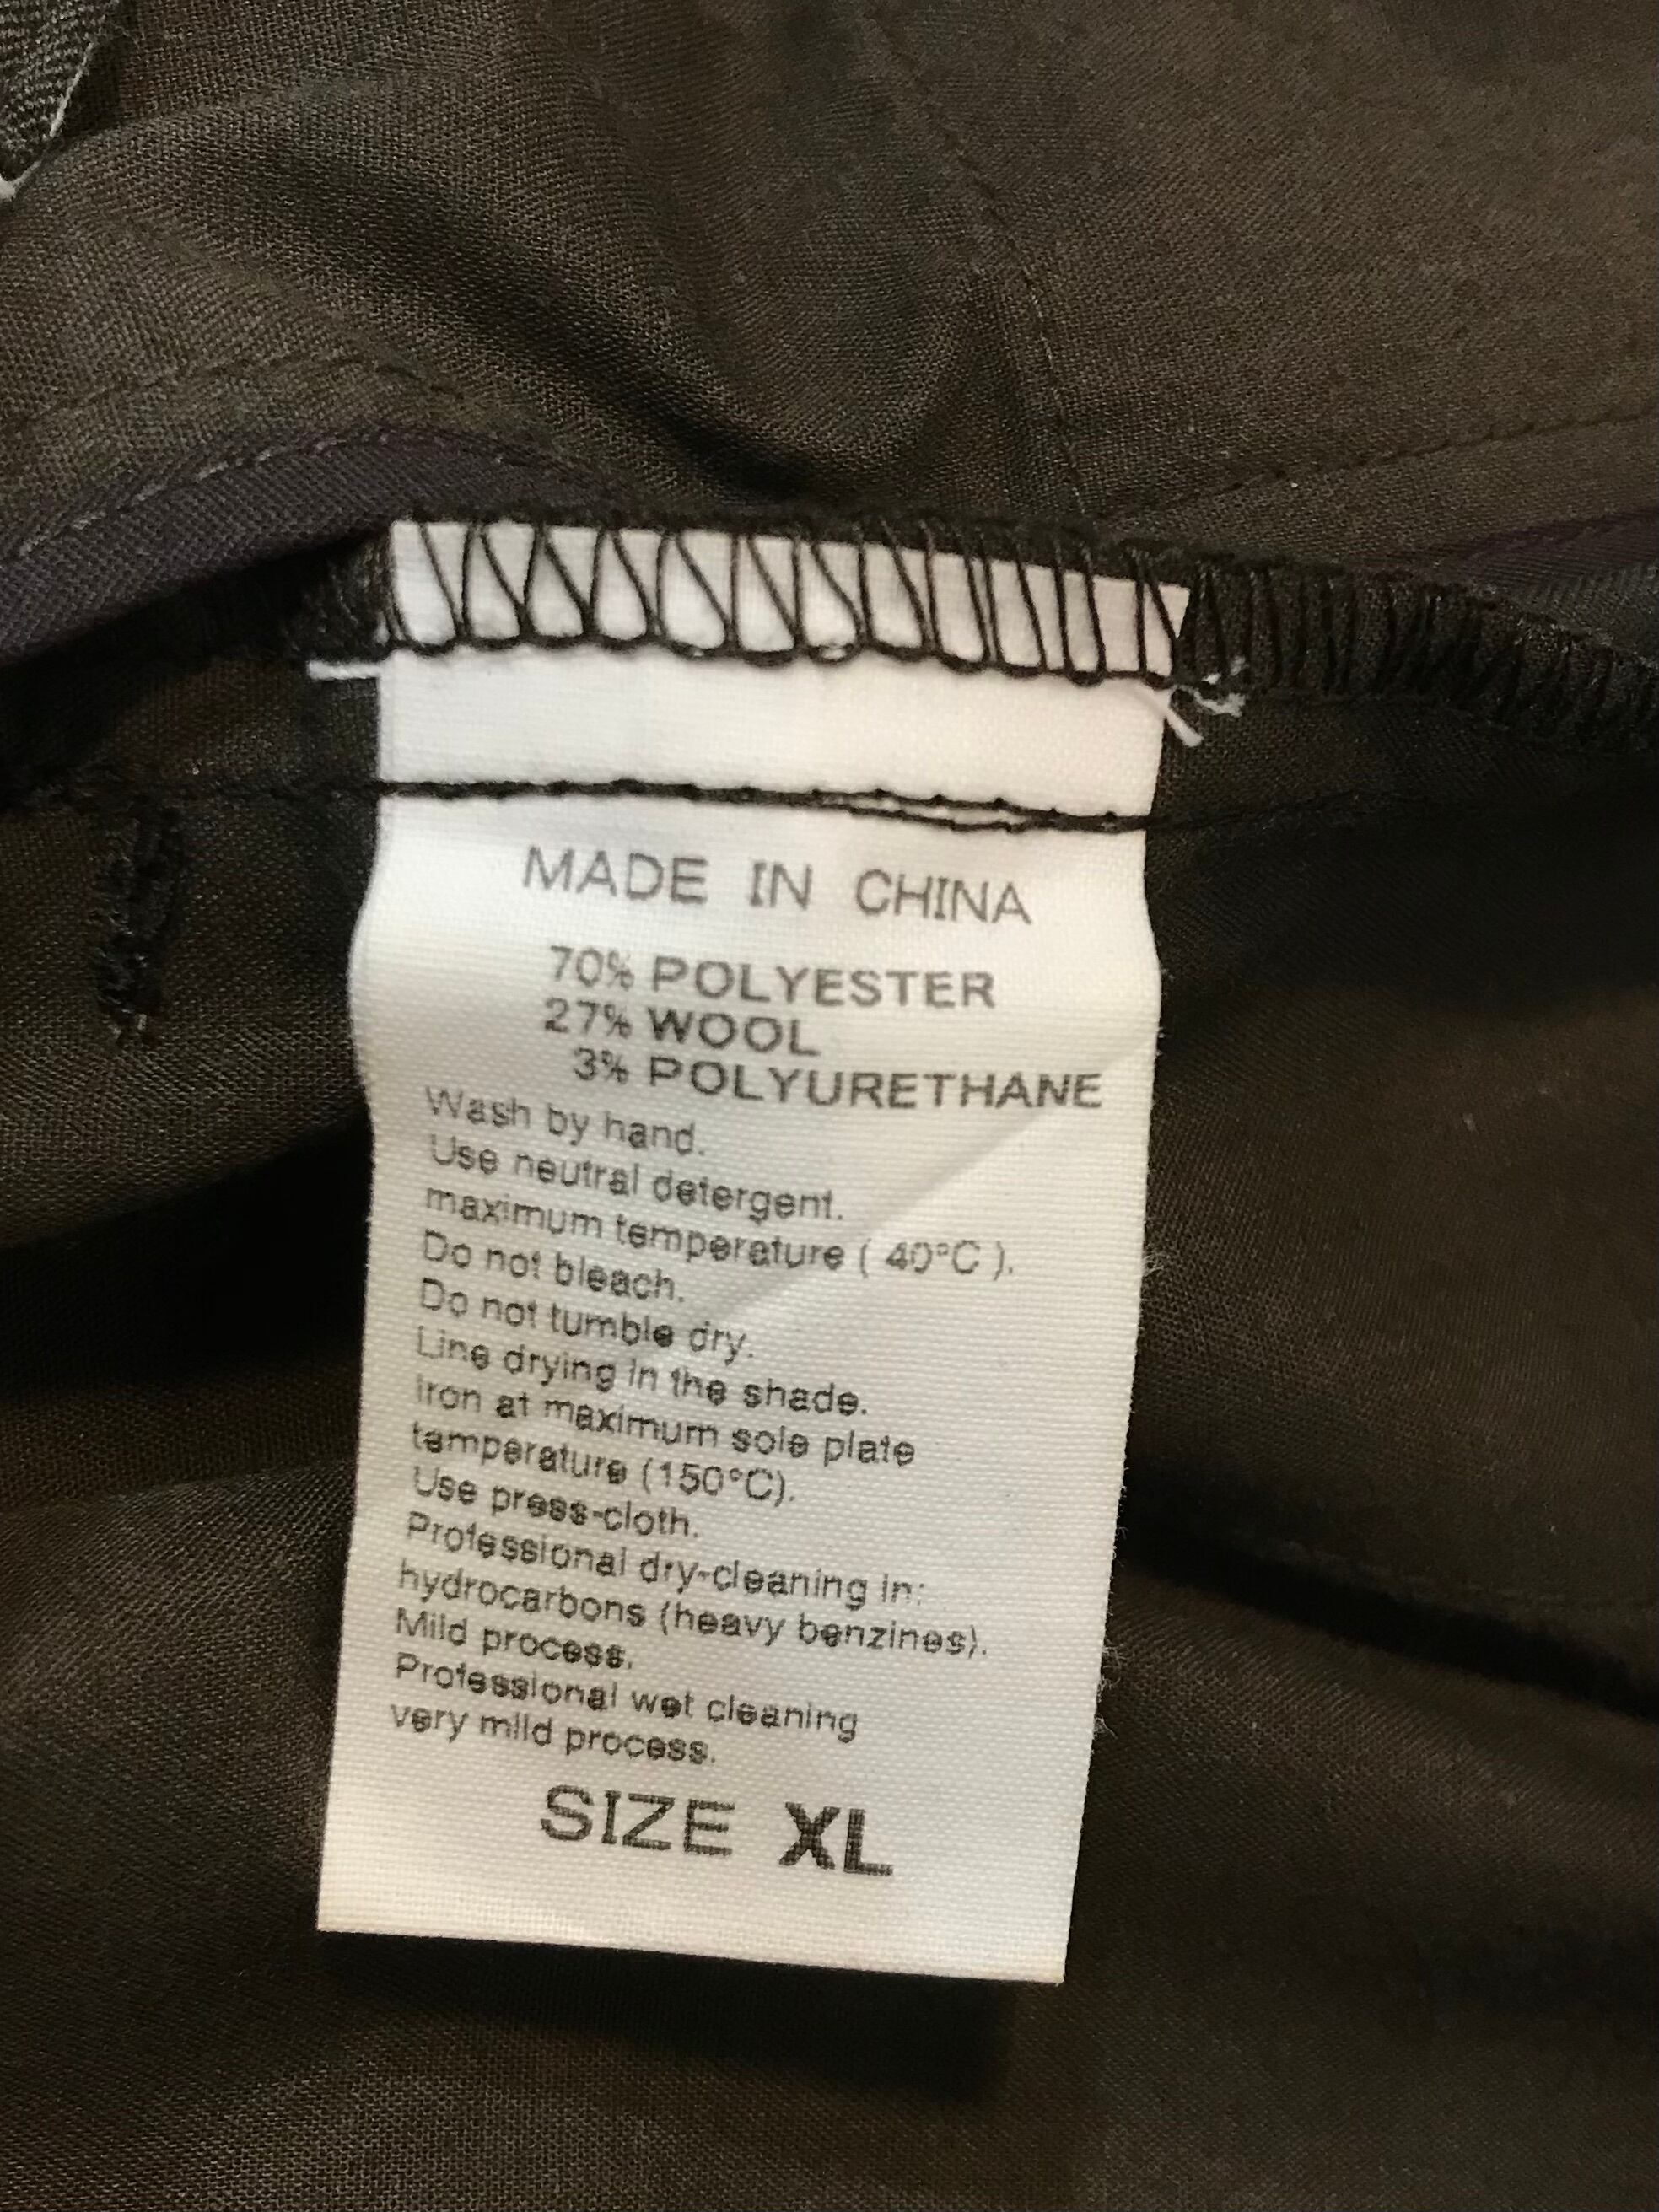 MADE IN CHINA
70% POLYESTER
27% WOOL
3% POLYURETHANE
Wash by hand.
Use neutral detergent.
maximum temperature ( 40°C ).
Do not bleach.
Do not tumble dry.
Line drying in the shade.
Iron at maximum sole plate
temperature (150°C).
Use press-cloth.
Professional dry-cleaning in:
hydrocarbons (heavy benzines).
Mild process.
Professional wet cleaning
very mild process.
SIZE XL